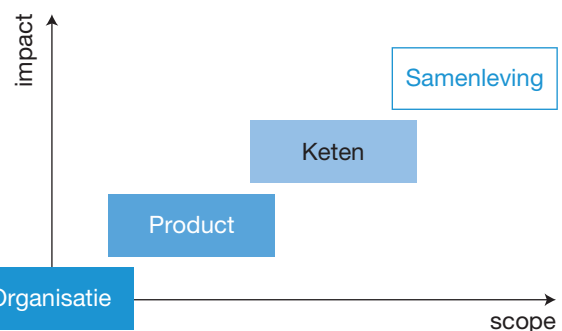 impact
Samenleving
Keten
Product
Organisatie
scope